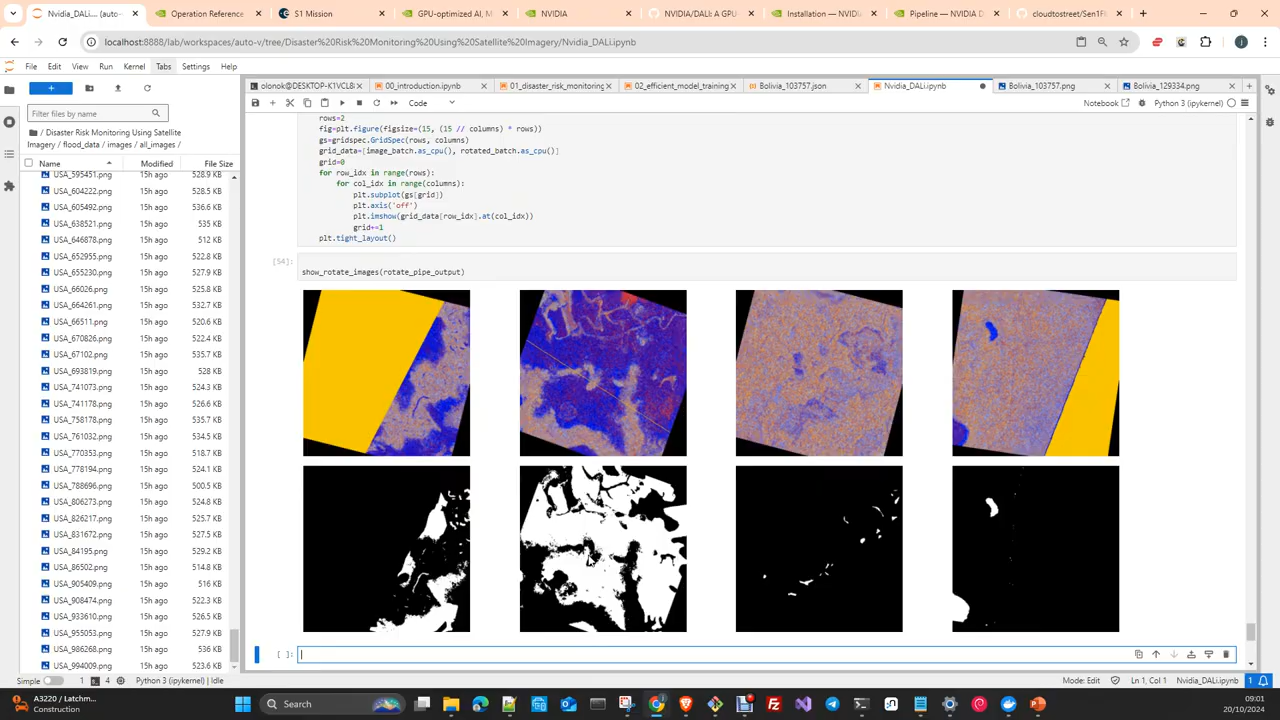 Nvidia_DALi... (auto-
Operation Reference
S1 Mission
GPU-optimized AI, M
NVIDIA
NVIDIA/DALI: A GPU
Installation — NVIDIA
Pipeline — NVIDIA D
cloudtostreet/Sen1Fl
localhost:8888/lab/workspaces/auto-v/tree/Disaster%20Risk%20Monitoring%20Using%20Satellite%20Imagery/Nvidia_DALi.ipynb
File Edit View Run Kernel Tabs Settings Help
olonok@DESKTOP-K1VCL8
00_introduction.ipynb
01_disaster_risk_monitoring
02_efficient_model_training
Bolivia_103757.json
Nvidia_DALi.ipynb
Bolivia_103757.png
Bolivia_129334.png
Code
Notebook
Python 3 (ipykernel)
Filter files by name
/ Disaster Risk Monitoring Using Satellite
Imagery / flood_data / images / all_images /
Name Modified File Size
USA_595451.png 15h ago 528.9 KB
USA_604222.png 15h ago 528.5 KB
USA_605492.png 15h ago 536.6 KB
USA_638521.png 15h ago 535 KB
USA_646878.png 15h ago 512 KB
USA_652955.png 15h ago 522.8 KB
USA_655230.png 15h ago 527.9 KB
USA_66026.png 15h ago 525.8 KB
USA_664261.png 15h ago 532.7 KB
USA_66511.png 15h ago 520.6 KB
USA_670826.png 15h ago 522.4 KB
USA_67102.png 15h ago 535.7 KB
USA_693819.png 15h ago 528 KB
USA_741073.png 15h ago 524.3 KB
USA_741178.png 15h ago 526.6 KB
USA_758178.png 15h ago 535.7 KB
USA_761032.png 15h ago 534.5 KB
USA_770353.png 15h ago 518.7 KB
USA_778194.png 15h ago 524.1 KB
USA_788696.png 15h ago 500.5 KB
USA_806273.png 15h ago 524.8 KB
USA_826217.png 15h ago 525.7 KB
USA_831672.png 15h ago 527.5 KB
USA_84195.png 15h ago 529.2 KB
USA_86502.png 15h ago 514.8 KB
USA_905409.png 15h ago 516 KB
USA_908474.png 15h ago 522.3 KB
USA_933610.png 15h ago 526.5 KB
USA_955053.png 15h ago 527.9 KB
USA_986268.png 15h ago 536 KB
USA_994009.png 15h ago 523.6 KB
rows=2
fig=plt.figure(figsize=(15, (15 // columns) * rows))
gs=gridspec.GridSpec(rows, columns)
grid_data=[image_batch.as_cpu(), rotated_batch.as_cpu()]
grid=0
for row_idx in range(rows):
for col_idx in range(columns):
plt.subplot(gs[grid])
plt.axis('off')
plt.imshow(grid_data[row_idx].at(col_idx))
grid+=1
plt.tight_layout()
[54]:
show_rotate_images(rotate_pipe_output)
[ ]:
Simple 1 4 Python 3 (ipykernel) | Idle
Mode: Edit Ln 1, Col 1 Nvidia_DALi.ipynb 1
A3220 / Latchm...
Construction
Search
09:01
20/10/2024